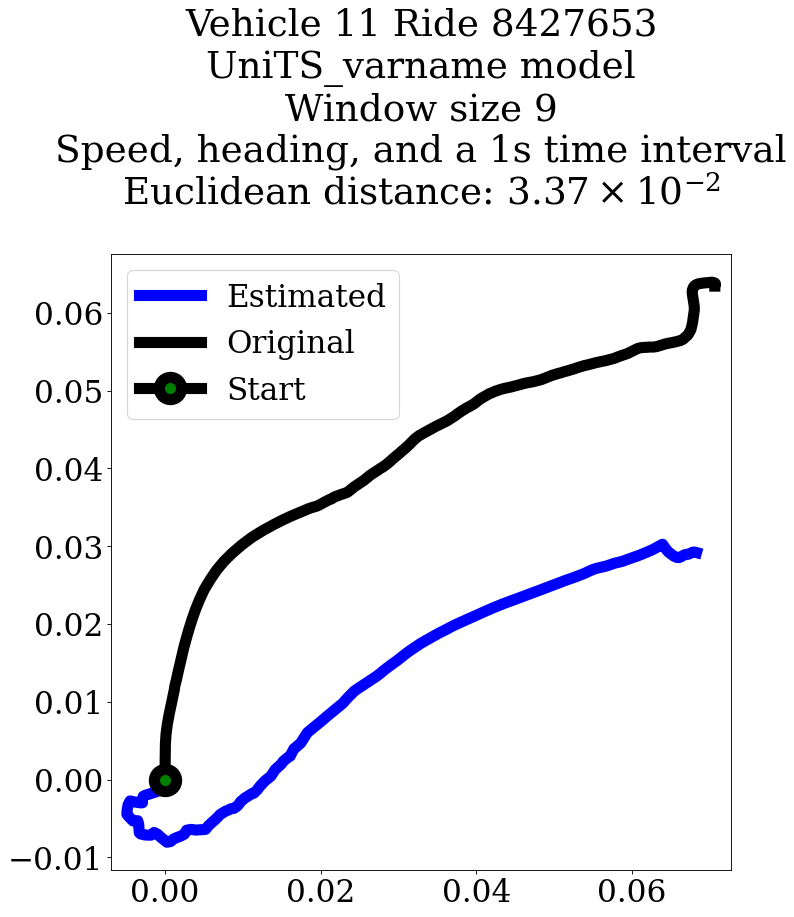 Vehicle 11 Ride 8427653
UniTS_varname model
Window size 9
Speed, heading, and a 1s time interval
Euclidean distance: 3.37 × 10⁻²
Estimated
Original
Start
0.06
0.05
0.04
0.03
0.02
0.01
0.00
−0.01
0.00 0.02 0.04 0.06